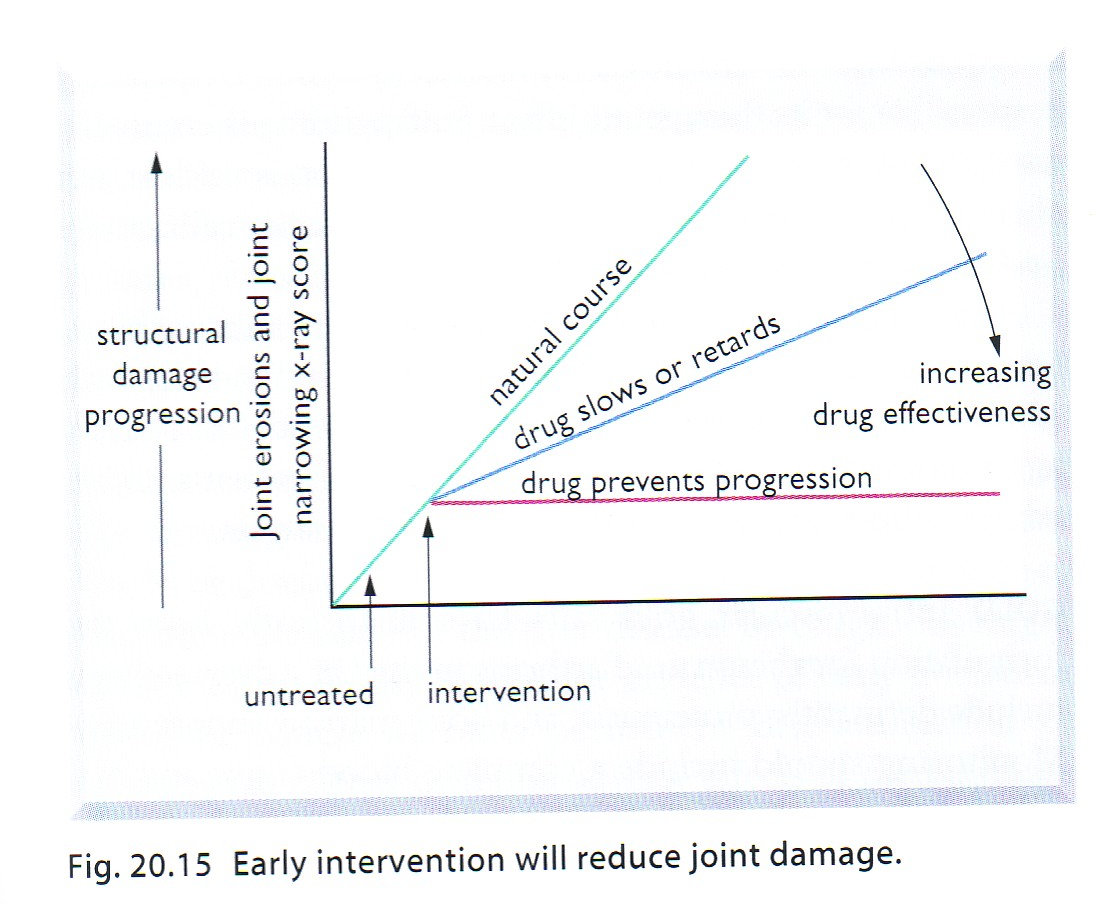 structural
damage
progression
Joint erosions and joint
narrowing x-ray score
natural course
drug slows or retards
drug prevents progression
increasing
drug effectiveness
untreated
intervention
Fig. 20.15 Early intervention will reduce joint damage.